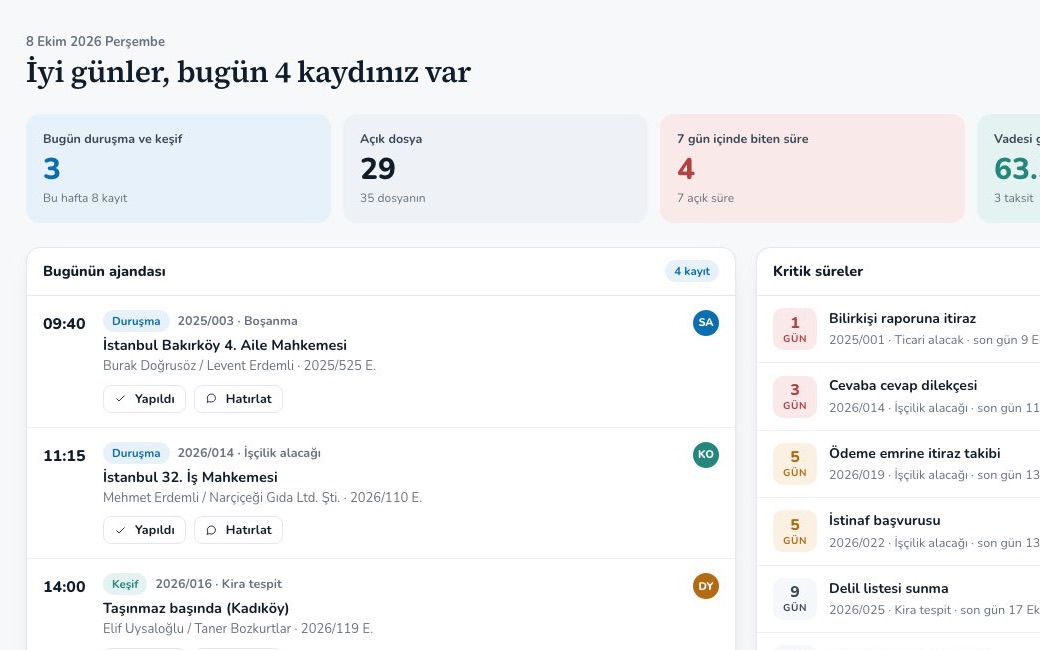 8 Ekim 2026 Perşembe
İyi günler, bugün 4 kaydınız var
Bugün duruşma ve keşif
3
Bu hafta 8 kayıt
Açık dosya
29
35 dosyanın
7 gün içinde biten süre
4
7 açık süre
Vadesi
63.
3 taksit
Bugünün ajandası
4 kayıt
09:40
Duruşma 2025/003 · Boşanma
SA
İstanbul Bakırköy 4. Aile Mahkemesi
Burak Doğrusöz / Levent Erdemli · 2025/525 E.
Yapıldı
Hatırlat
11:15
Duruşma 2026/014 · İşçilik alacağı
KO
İstanbul 32. İş Mahkemesi
Mehmet Erdemli / Narçiçeği Gıda Ltd. Şti. · 2026/110 E.
Yapıldı
Hatırlat
14:00
Keşif 2026/016 · Kira tespit
DY
Taşınmaz başında (Kadıköy)
Elif Uysaloğlu / Taner Bozkurtlar · 2026/119 E.
Kritik süreler
1 GÜN
Bilirkişi raporuna itiraz
2025/001 · Ticari alacak · son gün 9 E
3 GÜN
Cevaba cevap dilekçesi
2026/014 · İşçilik alacağı · son gün 11
5 GÜN
Ödeme emrine itiraz takibi
2026/019 · İşçilik alacağı · son gün 13
5 GÜN
İstinaf başvurusu
2026/022 · İşçilik alacağı · son gün 13
9 GÜN
Delil listesi sunma
2026/025 · Kira tespit · son gün 17 Ek